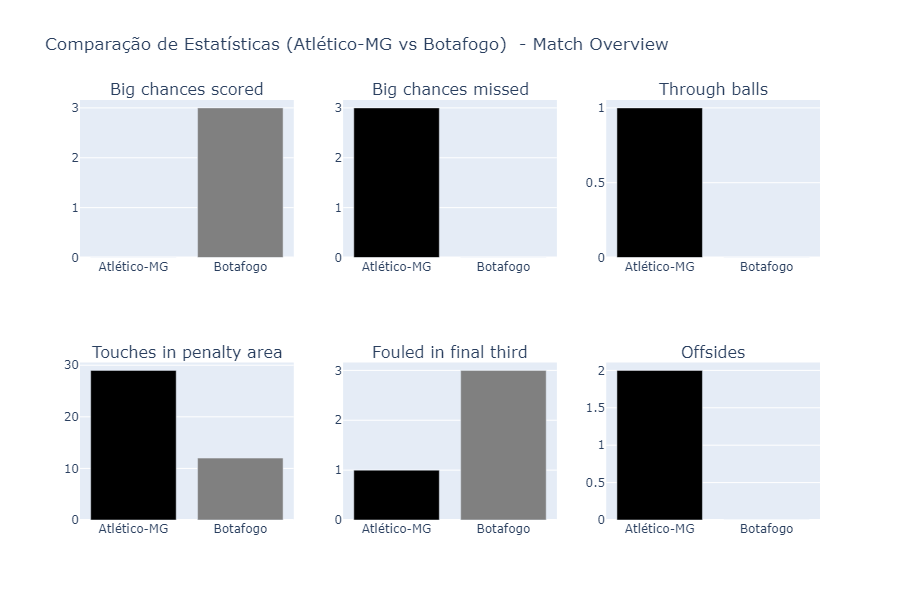 Comparação de Estatísticas (Atlético-MG vs Botafogo)  - Match Overview
Big chances scored
3
2
1
0
Atlético-MG
Botafogo
Big chances missed
3
2
1
0
Atlético-MG
Botafogo
Through balls
1
0.5
0
Atlético-MG
Botafogo
Touches in penalty area
30
20
10
0
Atlético-MG
Botafogo
Fouled in final third
3
2
1
0
Atlético-MG
Botafogo
Offsides
2
1.5
1
0.5
0
Atlético-MG
Botafogo